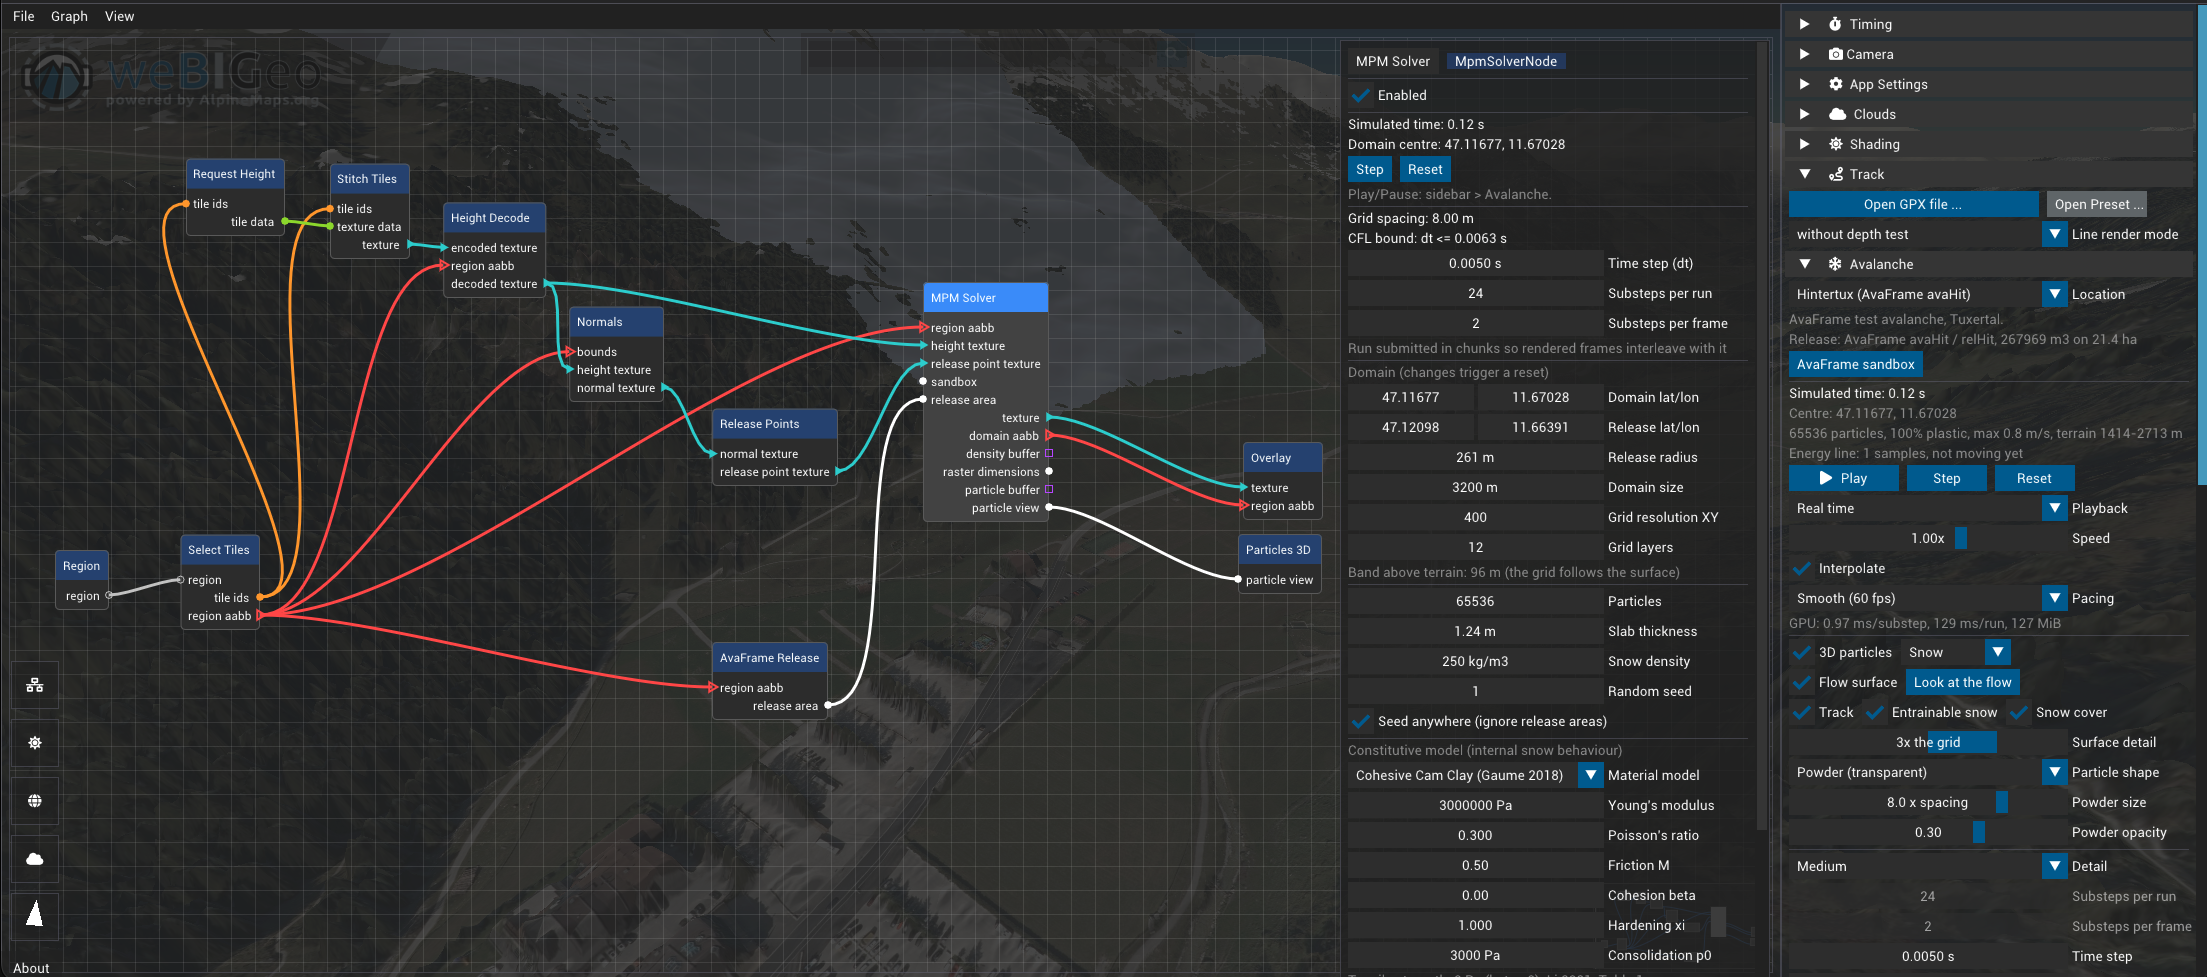 File Graph View
weBIGeo
powered by AlpineMaps.org
Request Height
tile ids
tile data
Stitch Tiles
tile ids
texture data
texture
Height Decode
encoded texture
region aabb
decoded texture
Normals
bounds
height texture
normal texture
Release Points
normal texture
release point texture
MPM Solver
region aabb
height texture
release point texture
sandbox
release area
texture
domain aabb
density buffer
raster dimensions
particle buffer
particle view
Overlay
texture
region aabb
Particles 3D
particle view
Region
region
Select Tiles
region
tile ids
region aabb
AvaFrame Release
region aabb
release area
About
MPM Solver MpmSolverNode
Enabled
Simulated time: 0.12 s
Domain centre: 47.11677, 11.67028
Step Reset
Play/Pause: sidebar > Avalanche.
Grid spacing: 8.00 m
CFL bound: dt <= 0.0063 s
0.0050 s Time step (dt)
24 Substeps per run
2 Substeps per frame
Run submitted in chunks so rendered frames interleave with it
Domain (changes trigger a reset)
47.11677 11.67028 Domain lat/lon
47.12098 11.66391 Release lat/lon
261 m Release radius
3200 m Domain size
400 Grid resolution XY
12 Grid layers
Band above terrain: 96 m (the grid follows the surface)
65536 Particles
1.24 m Slab thickness
250 kg/m3 Snow density
1 Random seed
Seed anywhere (ignore release areas)
Constitutive model (internal snow behaviour)
Cohesive Cam Clay (Gaume 2018) Material model
3000000 Pa Young's modulus
0.300 Poisson's ratio
0.50 Friction M
0.00 Cohesion beta
1.000 Hardening xi
3000 Pa Consolidation p0
Timing
Camera
App Settings
Clouds
Shading
Track
Open GPX file ... Open Preset ...
without depth test Line render mode
Avalanche
Hintertux (AvaFrame avaHit) Location
AvaFrame test avalanche, Tuxertal.
Release: AvaFrame avaHit / relHit, 267969 m3 on 21.4 ha
AvaFrame sandbox
Simulated time: 0.12 s
Centre: 47.11677, 11.67028
65536 particles, 100% plastic, max 0.8 m/s, terrain 1414-2713 m
Energy line: 1 samples, not moving yet
Play Step Reset
Real time Playback
1.00x Speed
Interpolate
Smooth (60 fps) Pacing
GPU: 0.97 ms/substep, 129 ms/run, 127 MiB
3D particles Snow
Flow surface Look at the flow
Track Entrainable snow Snow cover
3x the grid Surface detail
Powder (transparent) Particle shape
8.0 x spacing Powder size
0.30 Powder opacity
Medium Detail
24 Substeps per run
2 Substeps per frame
0.0050 s Time step